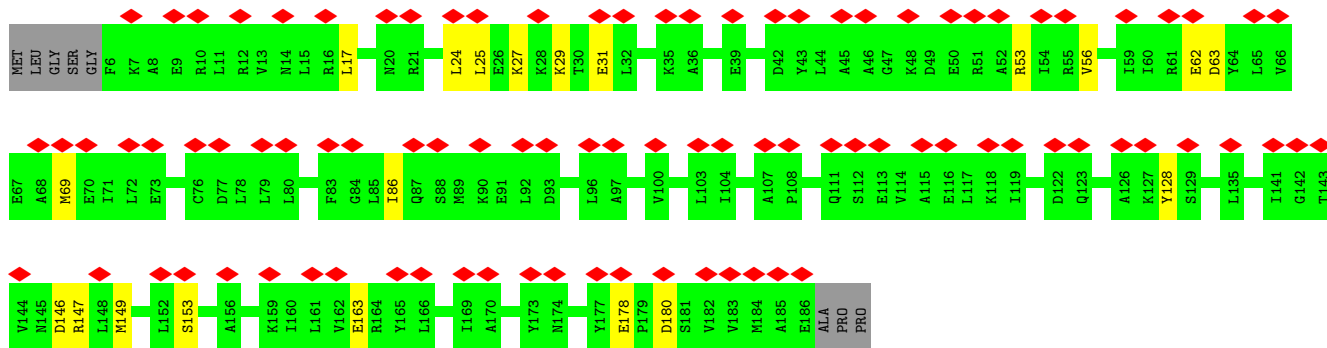 MET LEU GLY SER GLY F6 K7 A8 E9 R10 L11 R12 V13 N14 L15 R16 L17 N20 R21 L24 L25 E26 K27 K28 K29 T30 E31 L32 K35 A36 E39 D42 Y43 L44 A45 A46 G47 K48 D49 E50 R51 A52 R53 I54 R55 V56 I59 I60 R61 E62 D63 Y64 L65 V66
E67 A68 M69 E70 I71 L72 E73 C76 D77 L78 L79 L80 F83 G84 L85 I86 Q87 S88 M89 K90 E91 L92 D93 L96 A97 V100 L103 I104 A107 P108 Q111 S112 E113 V114 A115 E116 L117 K118 I119 D122 Q123 A126 K127 Y128 S129 L135 I141 G142 T143
V144 N145 D146 R147 L148 M149 L152 S153 A156 K159 I160 L161 V162 E163 R164 Y165 L166 I169 A170 Y173 N174 Y177 E178 P179 D180 S181 V182 V183 M184 A185 E186 ALA PRO PRO